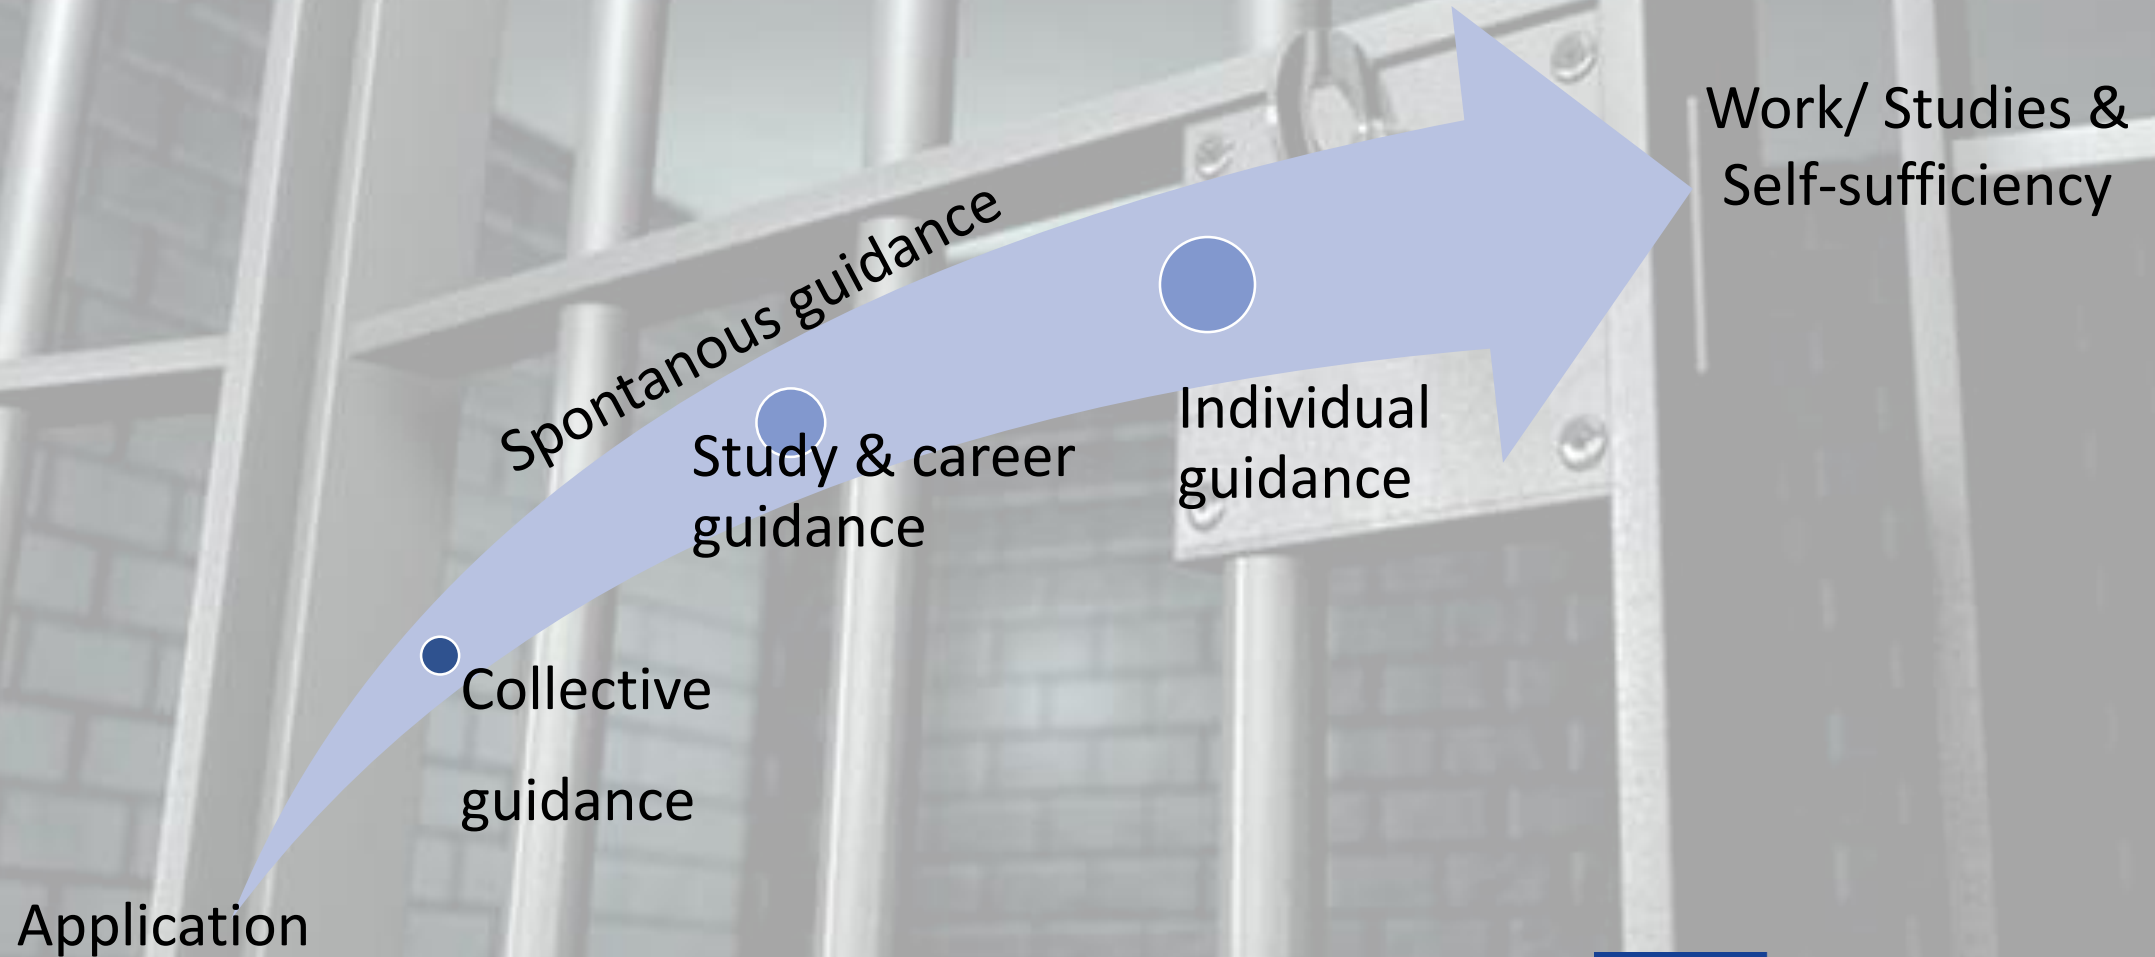 Work/ Studies &
Self-sufficiency
Spontanous guidance
Individual
guidance
Study & career
guidance
Collective
guidance
Application